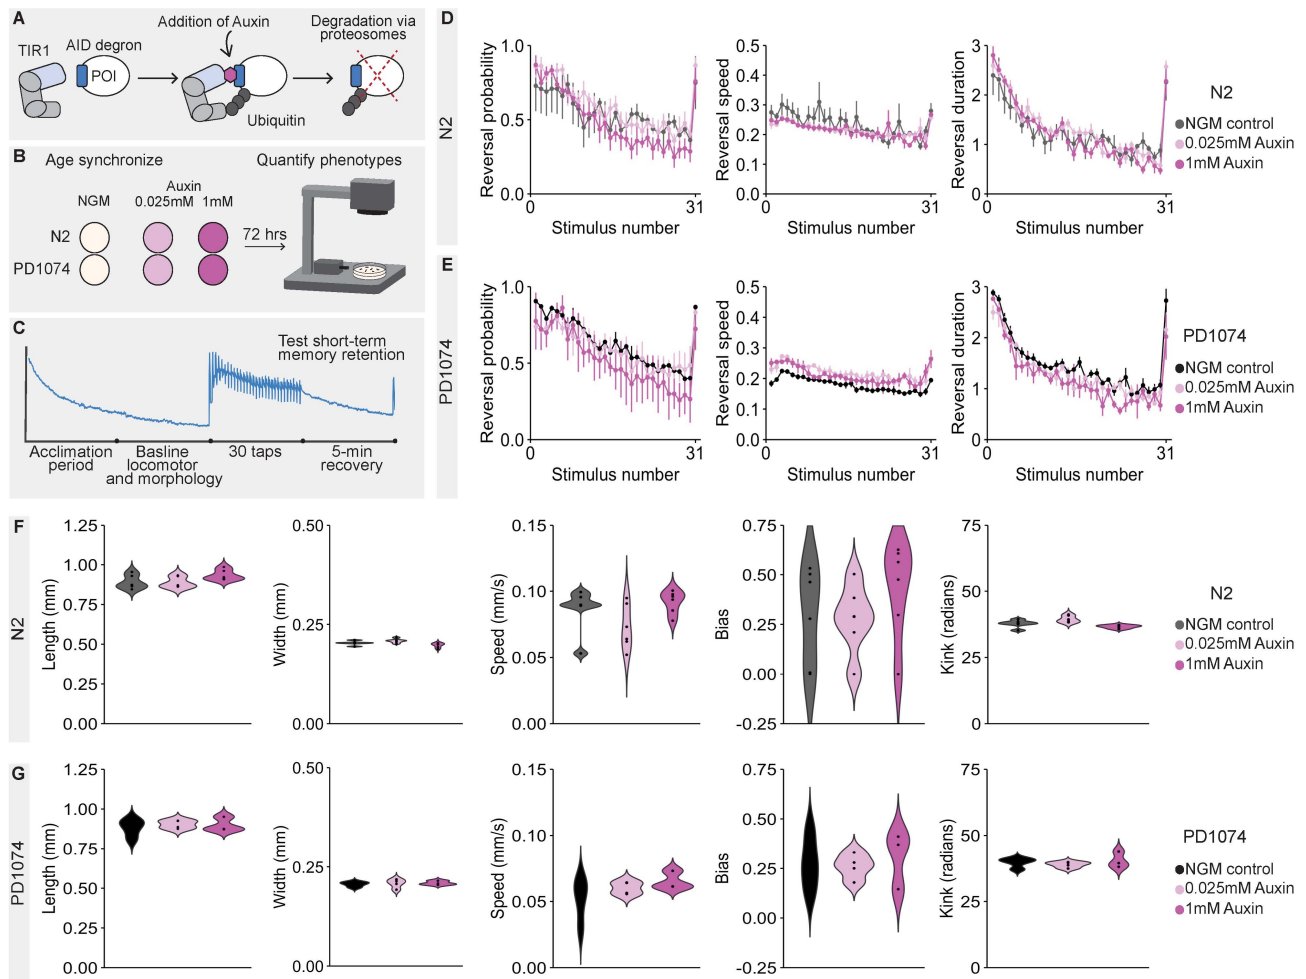 A
TIR1
AID degron
POI
Addition of Auxin
Ubiquitin
Degradation via
proteosomes
B
Age synchronize
Quantify phenotypes
Auxin
NGM 0.025mM 1mM
N2
PD1074
72 hrs
C
Test short-term
memory retention
Acclimation
period
Basline
locomotor
and morphology
30 taps
5-min
recovery
D
N2
Reversal probability
1.0
0.5
0.0
0
31
Stimulus number
Reversal speed
0.5
0.4
0.3
0.2
0.1
0.0
0
31
Stimulus number
Reversal duration
3
2
1
0
0
31
Stimulus number
N2
NGM control
0.025mM Auxin
1mM Auxin
E
PD1074
Reversal probability
1.0
0.5
0.0
0
31
Stimulus number
Reversal speed
0.5
0.4
0.3
0.2
0.1
0.0
0
31
Stimulus number
Reversal duration
3
2
1
0
0
31
Stimulus number
PD1074
NGM control
0.025mM Auxin
1mM Auxin
F
N2
Length (mm)
1.25
1.00
0.75
0.50
0.25
0.00
Width (mm)
0.50
0.25
0.00
Speed (mm/s)
0.15
0.10
0.05
0.00
Bias
0.75
0.50
0.25
0.00
-0.25
Kink (radians)
75
50
25
0
N2
NGM control
0.025mM Auxin
1mM Auxin
G
PD1074
Length (mm)
1.25
1.00
0.75
0.50
0.25
0.00
Width (mm)
0.50
0.25
0.00
Speed (mm/s)
0.15
0.10
0.05
0.00
Bias
0.75
0.50
0.25
0.00
-0.25
Kink (radians)
75
50
25
0
PD1074
NGM control
0.025mM Auxin
1mM Auxin